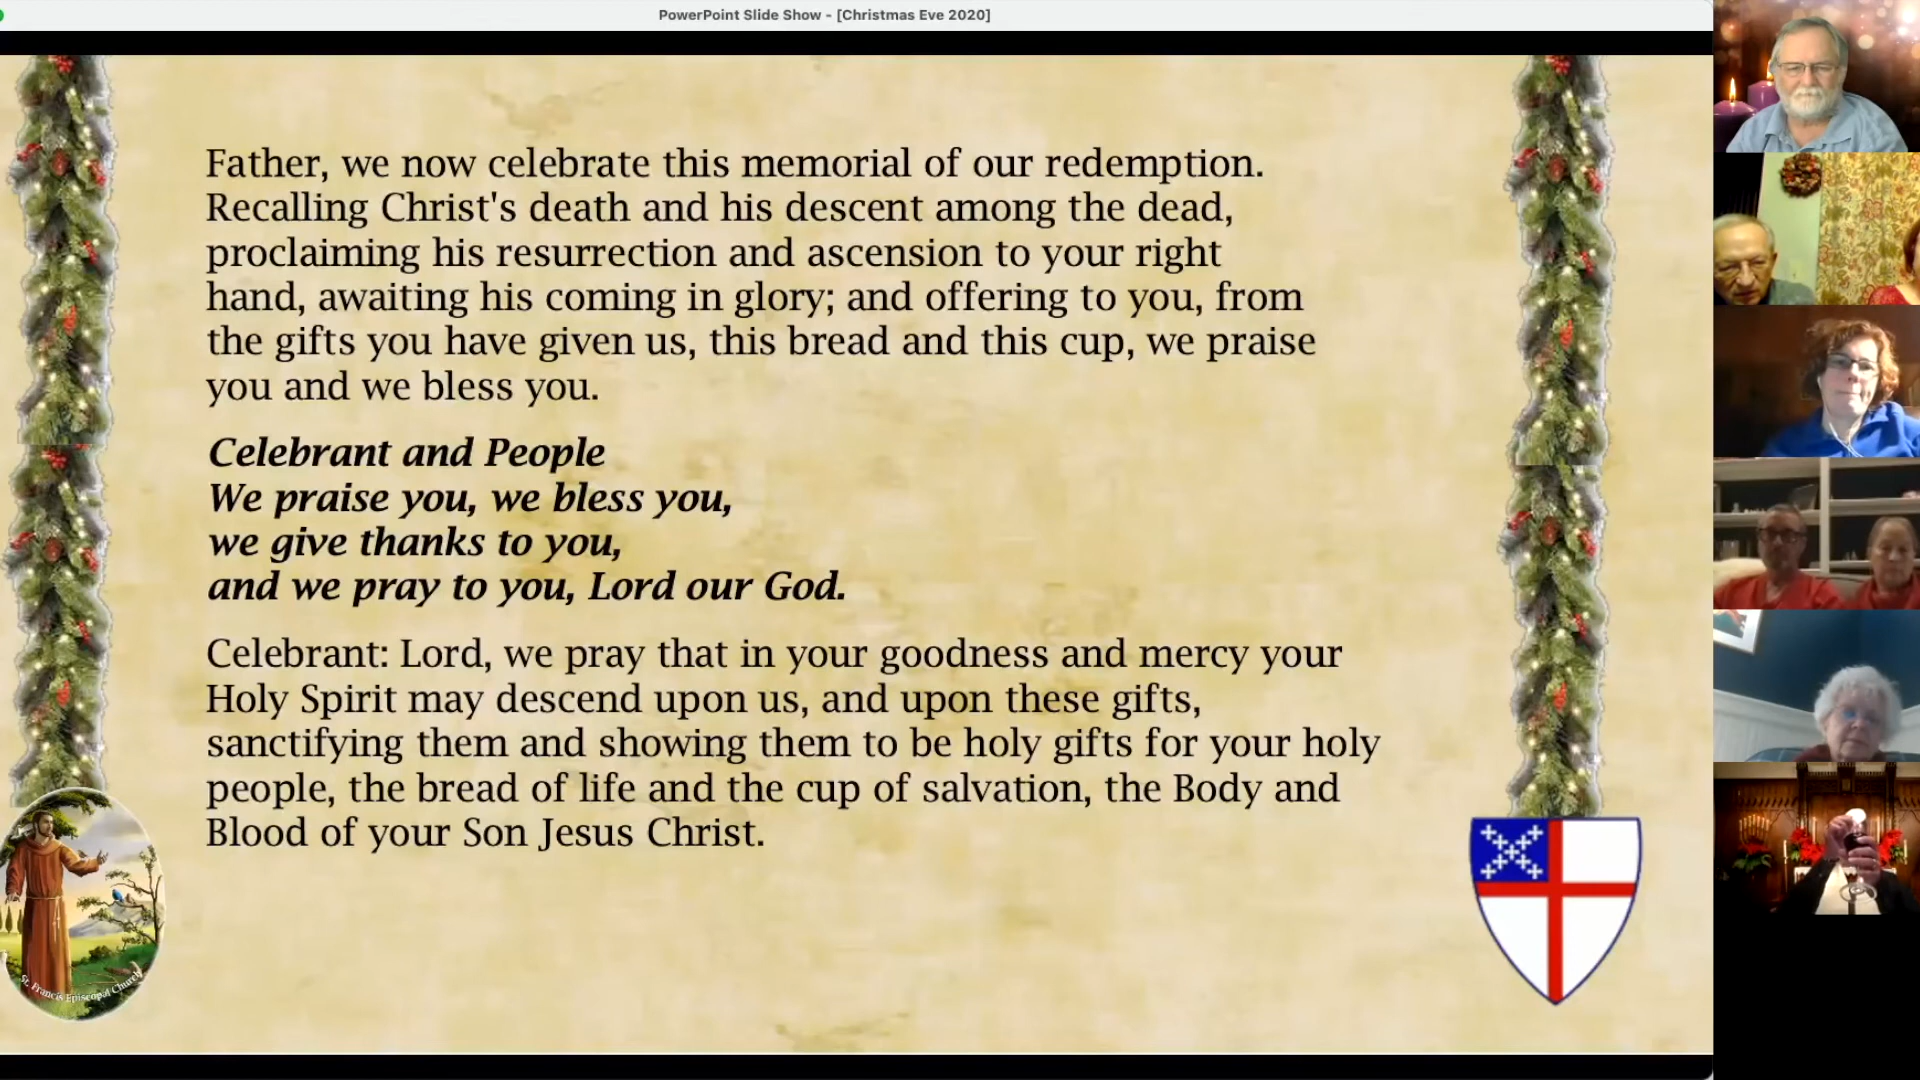 PowerPoint Slide Show - [Christmas Eve 2020]
Father, we now celebrate this memorial of our redemption.
Recalling Christ's death and his descent among the dead,
proclaiming his resurrection and ascension to your right
hand, awaiting his coming in glory; and offering to you, from
the gifts you have given us, this bread and this cup, we praise
you and we bless you.
Celebrant and People
We praise you, we bless you,
we give thanks to you,
and we pray to you, Lord our God.
Celebrant: Lord, we pray that in your goodness and mercy your
Holy Spirit may descend upon us, and upon these gifts,
sanctifying them and showing them to be holy gifts for your holy
people, the bread of life and the cup of salvation, the Body and
Blood of your Son Jesus Christ.
St. Francis Episcopal Church